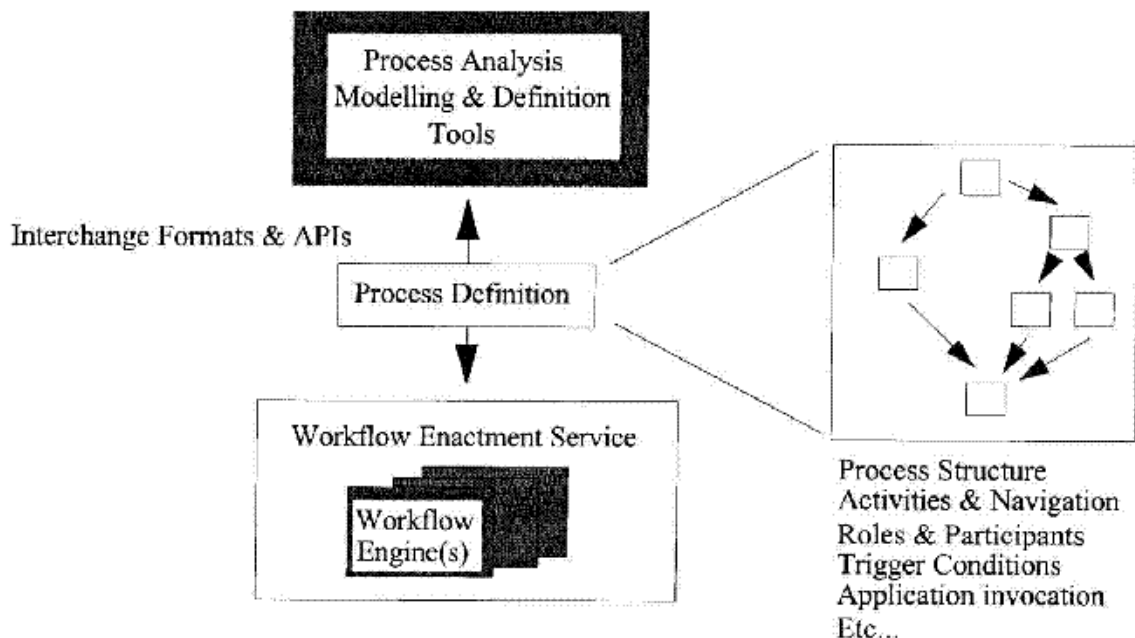 Process Analysis
Modelling & Definition
Tools
Interchange Formats & APIs
Process Definition
Workflow Enactment Service
Workflow
Engine(s)
Process Structure
Activities & Navigation
Roles & Participants
Trigger Conditions
Application invocation
Etc...